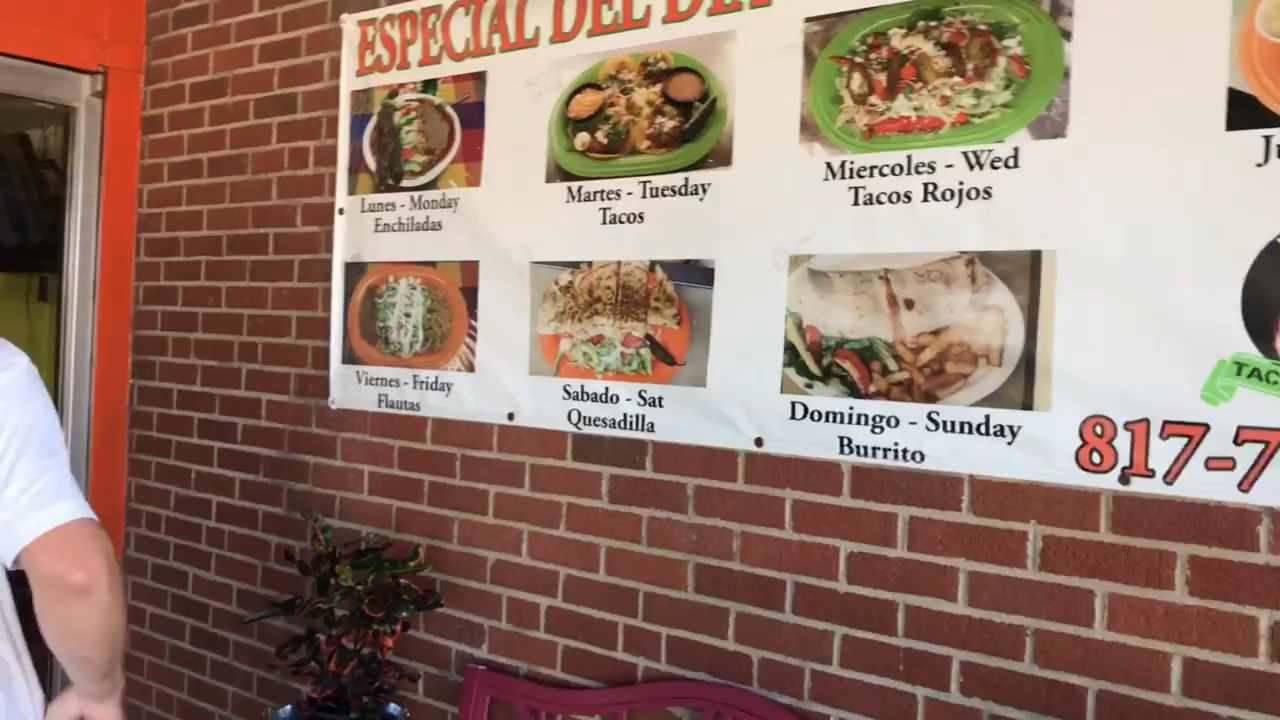 ESPECIAL DEL
Lunes - Monday
Enchiladas
Martes - Tuesday
Tacos
Miercoles - Wed
Tacos Rojos
Viernes - Friday
Flautas
Sabado - Sat
Quesadilla
Domingo - Sunday
Burrito
TAC
817-7